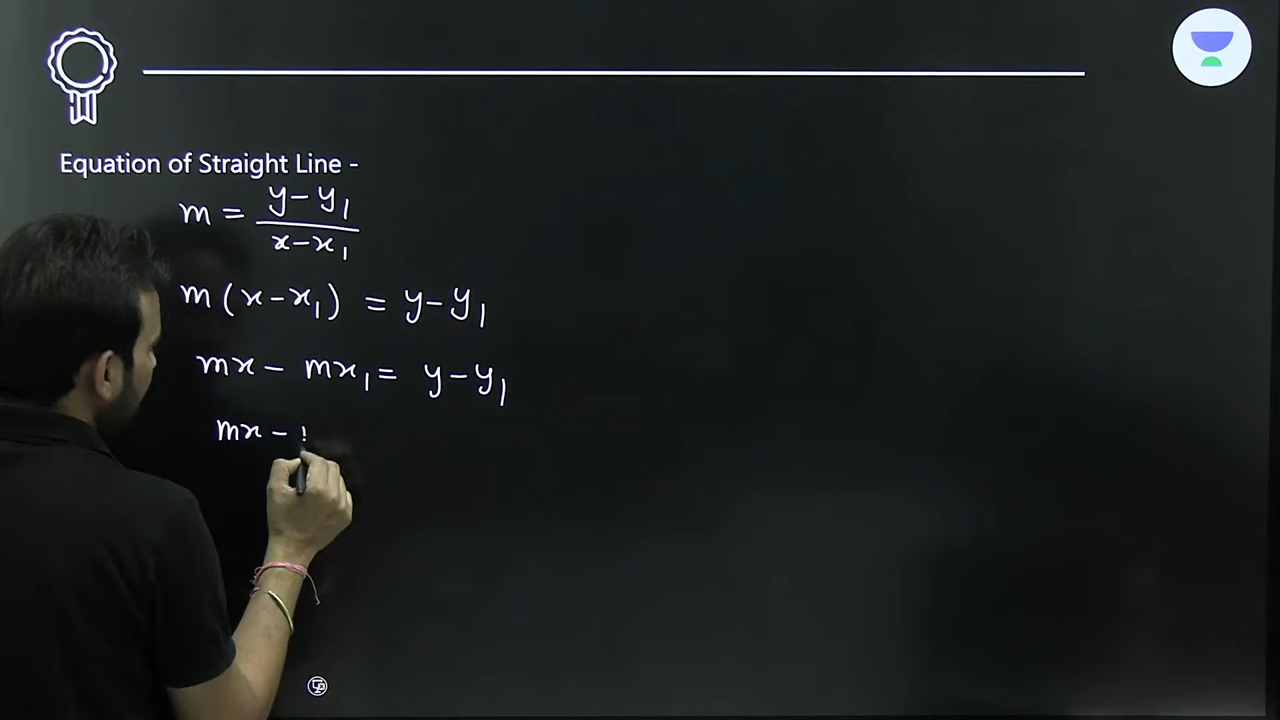 Equation of Straight Line -
m = y - y₁ / x - x₁
m (x - x₁) = y - y₁
mx - mx₁ = y - y₁
mx -